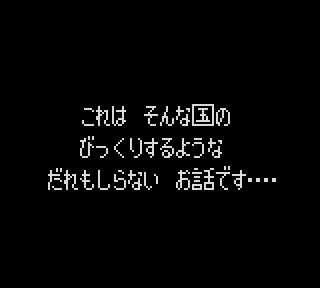 これは そんな国の
びっくりするような
だれもしらない お話です‥‥